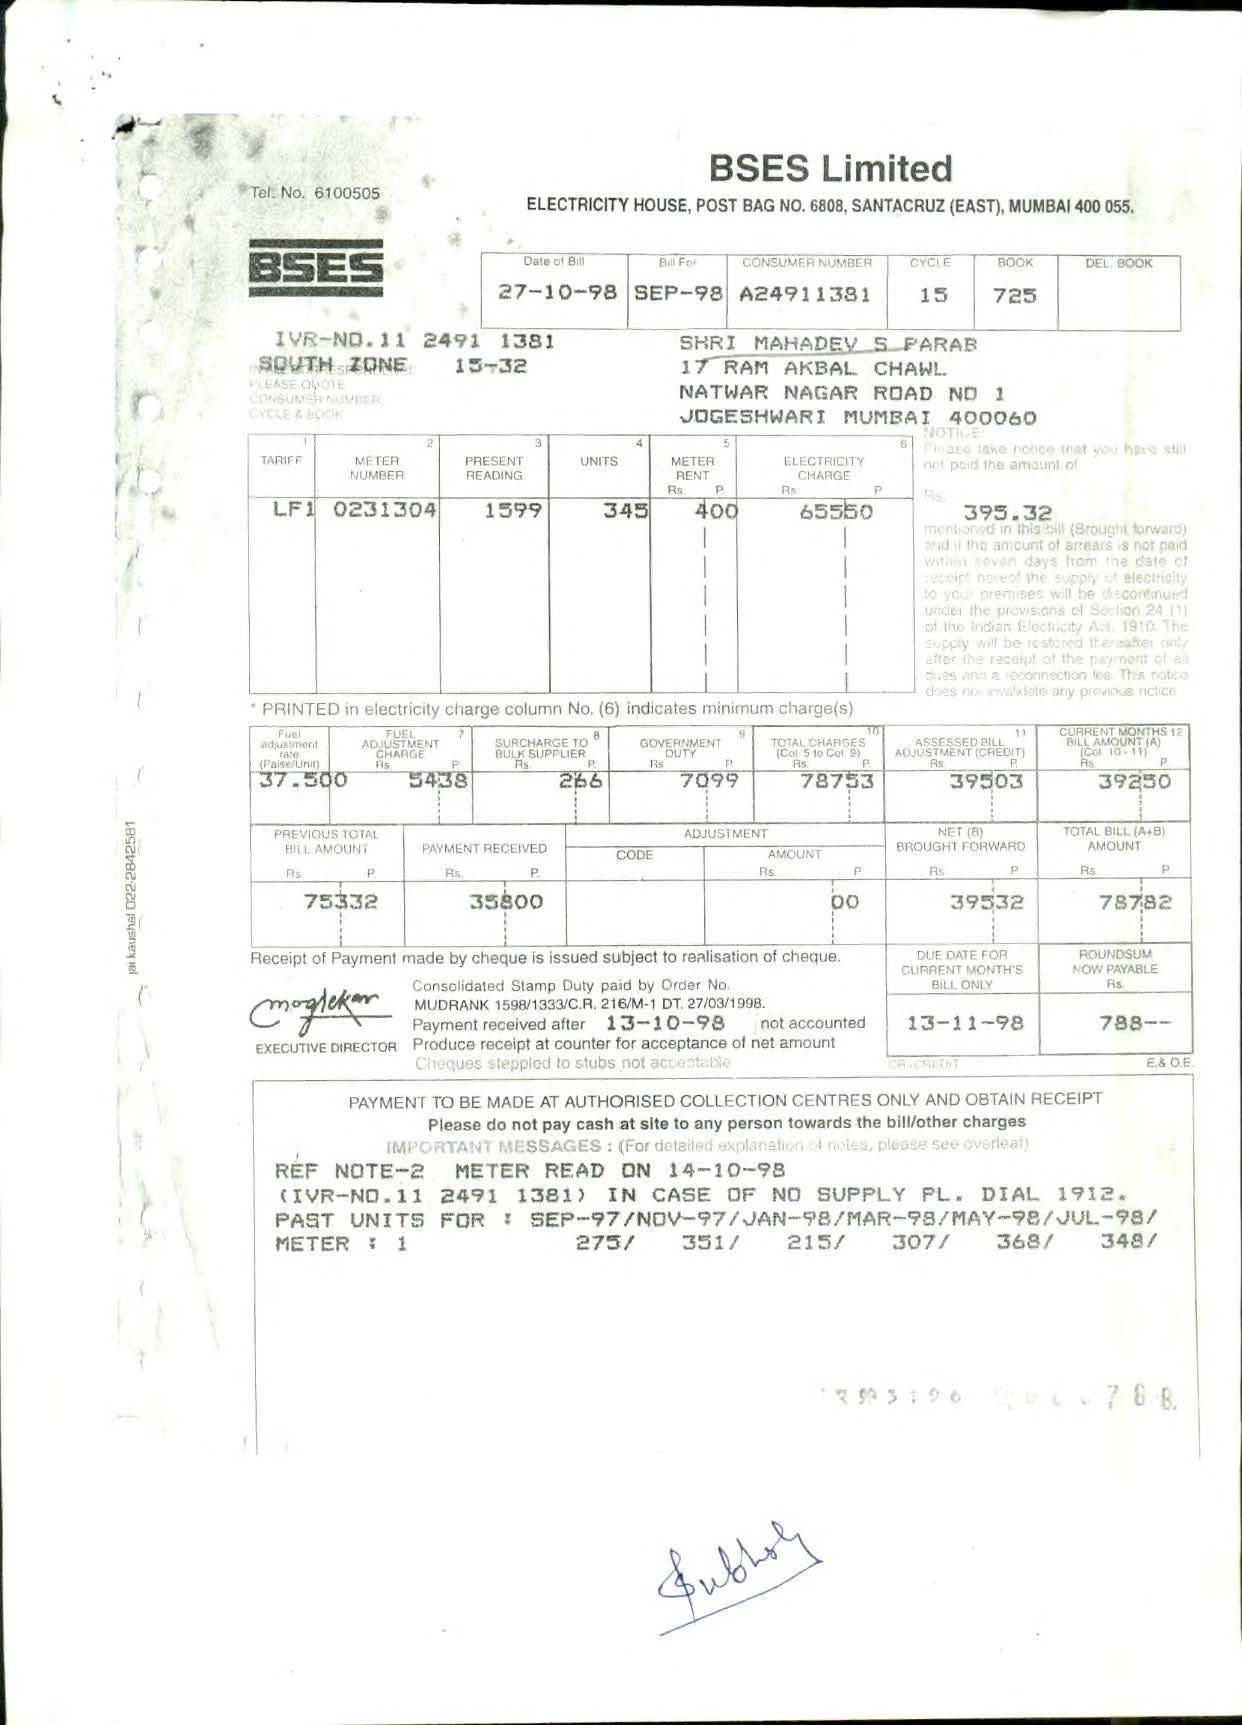 BSES Limited
Tel. No. 6100505
ELECTRICITY HOUSE, POST BAG NO. 6808, SANTACRUZ (EAST), MUMBAI 400 055.
BSES
Date of Bill Bill For CONSUMER NUMBER CYCLE BOOK DEL. BOOK
27-10-98 SEP-98 A24911381 15 725
IVR-NO.11 2491 1381
SOUTH ZONE 15-32
PLEASE QUOTE
CONSUMER NUMBER
CYCLE & BOOK
SHRI MAHADEV S PARAB
17 RAM AKBAL CHAWL
NATWAR NAGAR ROAD NO 1
JOGESHWARI MUMBAI 400060
NOTICE:
Please take notice that you have still
not paid the amount of
Rs.
395.32
mentioned in this bill (Brought forward)
and if the amount of arrears is not paid
within seven days from the date of
receipt hereof the supply of electricity
to your premises will be discontinued
under the provisions of Section 24 (1)
of the Indian Electricity Act. 1910. The
supply will be restored thereafter only
after the receipt of the payment of all
dues and a reconnection fee. This notice
does not invalidate any previous notice
1 2 3 4 5 6
TARIFF METER NUMBER PRESENT READING UNITS METER RENT ELECTRICITY CHARGE
Rs. P. Rs P
LF1 0231304 1599 345 400 65550
* PRINTED in electricity charge column No. (6) indicates minimum charge(s)
Fuel adjustment rate (Paise/Unit) FUEL 7 ADJUSTMENT CHARGE SURCHARGE TO 8 BULK SUPPLIER GOVERNMENT 9 DUTY TOTAL CHARGES 10 (Col. 5 to Col. 9) ASSESSED BILL 11 ADJUSTMENT (CREDIT) CURRENT MONTHS 12 BILL AMOUNT (A) (Col 10 - 11)
Rs P Rs. P. Rs P Rs. P Rs P. Rs. P
37.500 5438 266 7099 78753 39503 39250
PREVIOUS TOTAL BILL AMOUNT PAYMENT RECEIVED ADJUSTMENT CODE AMOUNT NET (B) BROUGHT FORWARD TOTAL BILL (A+B) AMOUNT
Rs. P. Rs. P. Rs. P Rs. P Rs. P
75332 35800 00 39532 78782
Receipt of Payment made by cheque is issued subject to realisation of cheque.
Consolidated Stamp Duty paid by Order No.
MUDRANK 1598/1333/C.R. 216/M-1 DT. 27/03/1998.
Payment received after 13-10-98 not accounted
EXECUTIVE DIRECTOR Produce receipt at counter for acceptance of net amount
Cheques steppled to stubs not acceptable
DUE DATE FOR CURRENT MONTH'S BILL ONLY
ROUNDSUM NOW PAYABLE Rs.
13-11-98 788--
CR-CREDIT E.& O.E.
PAYMENT TO BE MADE AT AUTHORISED COLLECTION CENTRES ONLY AND OBTAIN RECEIPT
Please do not pay cash at site to any person towards the bill/other charges
IMPORTANT MESSAGES : (For detailed explanation of notes, please see overleaf)
REF NOTE-2 METER READ ON 14-10-98
(IVR-NO.11 2491 1381) IN CASE OF NO SUPPLY PL. DIAL 1912.
PAST UNITS FOR : SEP-97/NOV-97/JAN-98/MAR-98/MAY-98/JUL-98/
METER : 1 275/ 351/ 215/ 307/ 368/ 348/
jai kaushal 022 2842581